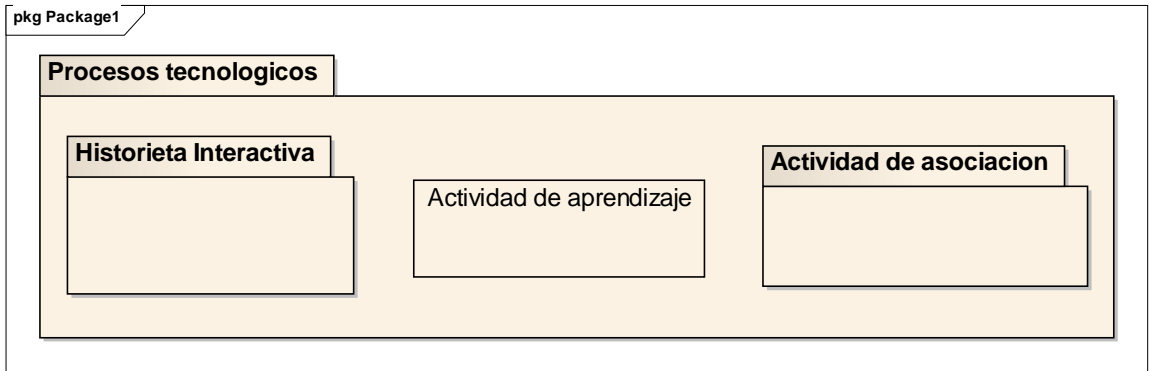 pkg Package1
Procesos tecnologicos
Historieta Interactiva
Actividad de aprendizaje
Actividad de asociacion